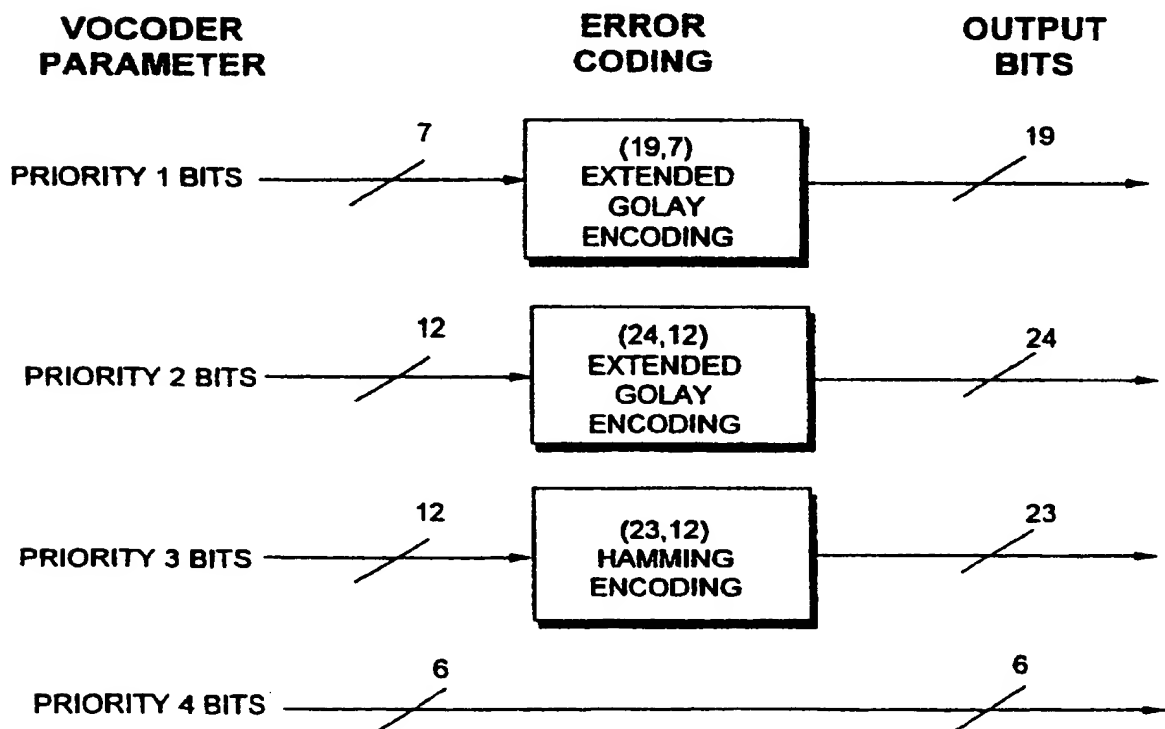 VOCODER
PARAMETER
ERROR
CODING
OUTPUT
BITS
PRIORITY 1 BITS
7
(19,7)
EXTENDED
GOLAY
ENCODING
19
PRIORITY 2 BITS
12
(24,12)
EXTENDED
GOLAY
ENCODING
24
PRIORITY 3 BITS
12
(23,12)
HAMMING
ENCODING
23
PRIORITY 4 BITS
6
6